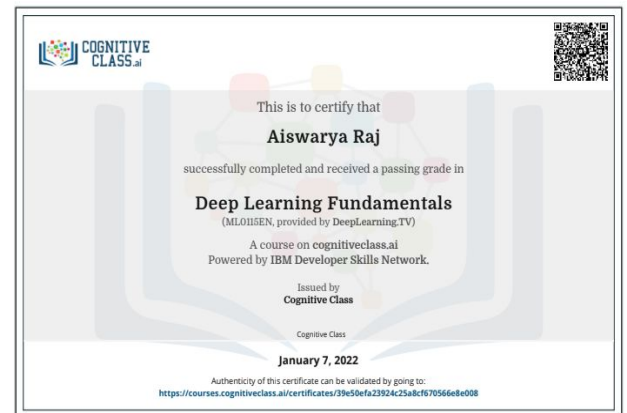 COGNITIVE
CLASS.ai
This is to certify that
Aiswarya Raj
successfully completed and received a passing grade in
Deep Learning Fundamentals
(ML0115EN, provided by DeepLearning.TV)
A course on cognitiveclass.ai
Powered by IBM Developer Skills Network.
Issued by
Cognitive Class
Cognitive Class
January 7, 2022
Authenticity of this certificate can be validated by going to:
https://courses.cognitiveclass.ai/certificates/39e50efa23924c25a8cf670566e8e008